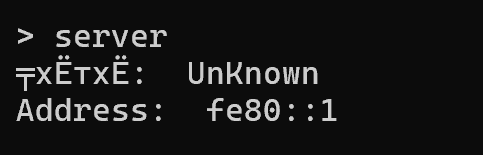 > server
╤хЁтхЁ:  UnKnown
Address:  fe80::1